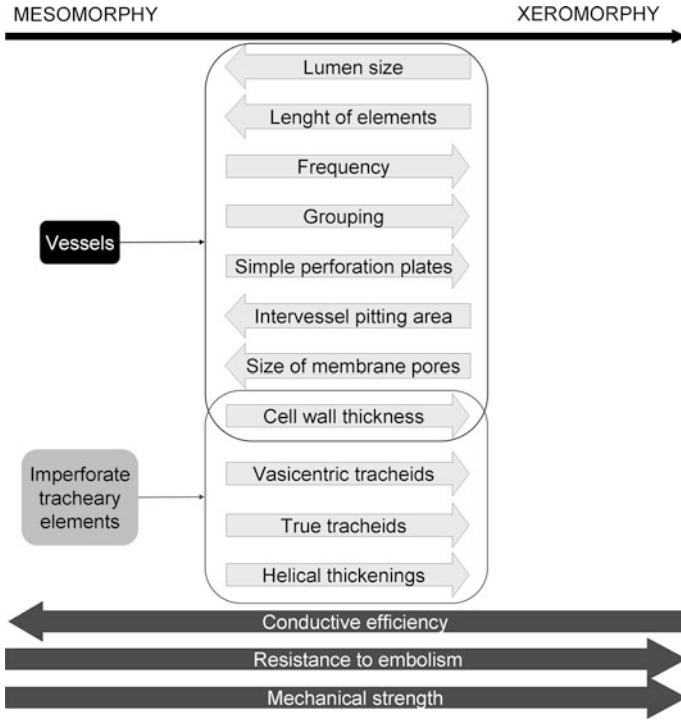 MESOMORPHY
XEROMORPHY
Lumen size
Lenght of elements
Frequency
Grouping
Vessels
Simple perforation plates
Intervessel pitting area
Size of membrane pores
Cell wall thickness
Imperforate
tracheary
elements
Vasicentric tracheids
True tracheids
Helical thickenings
Conductive efficiency
Resistance to embolism
Mechanical strength